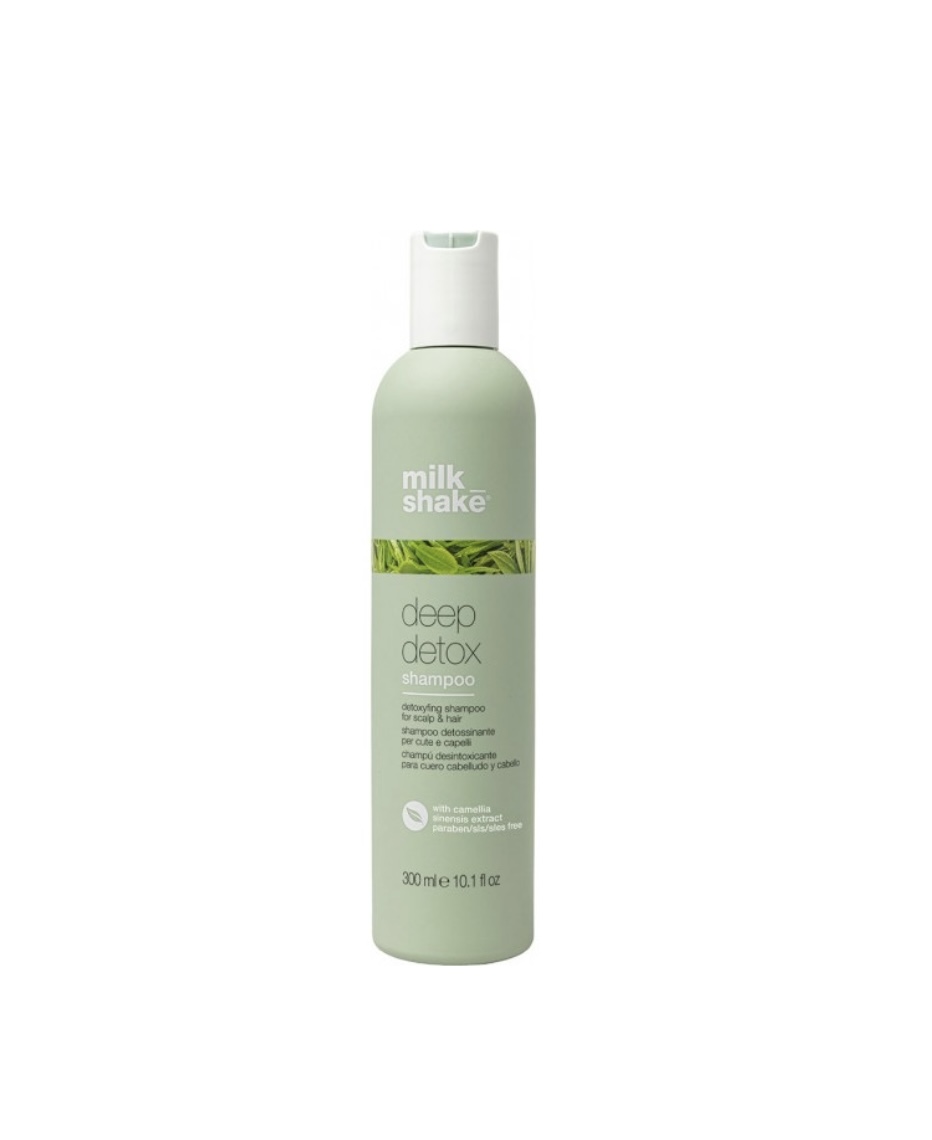 milk_
shake®
deep
detox
shampoo
detoxyfing shampoo
for scalp & hair
shampoo detossinante
per cute e capelli
champú desintoxicante
para cuero cabelludo y cabello
with camellia
sinensis extract
paraben/sls/sles free
300 ml e 10.1 fl oz